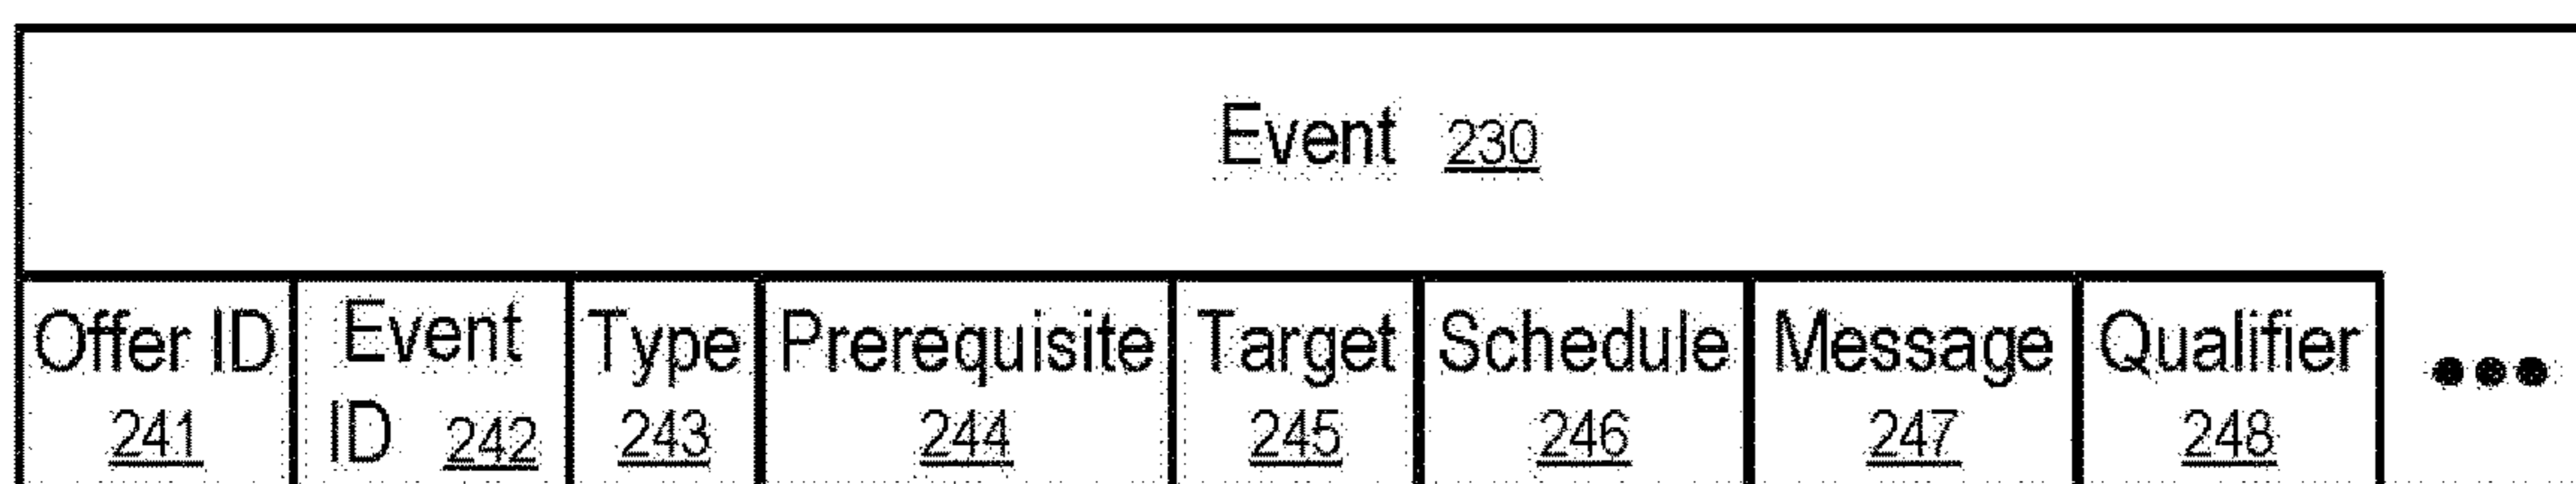 Event 230
Offer ID Event Type Prerequisite Target Schedule Message Qualifier •••
241 ID 242 243 244 245 246 247 248